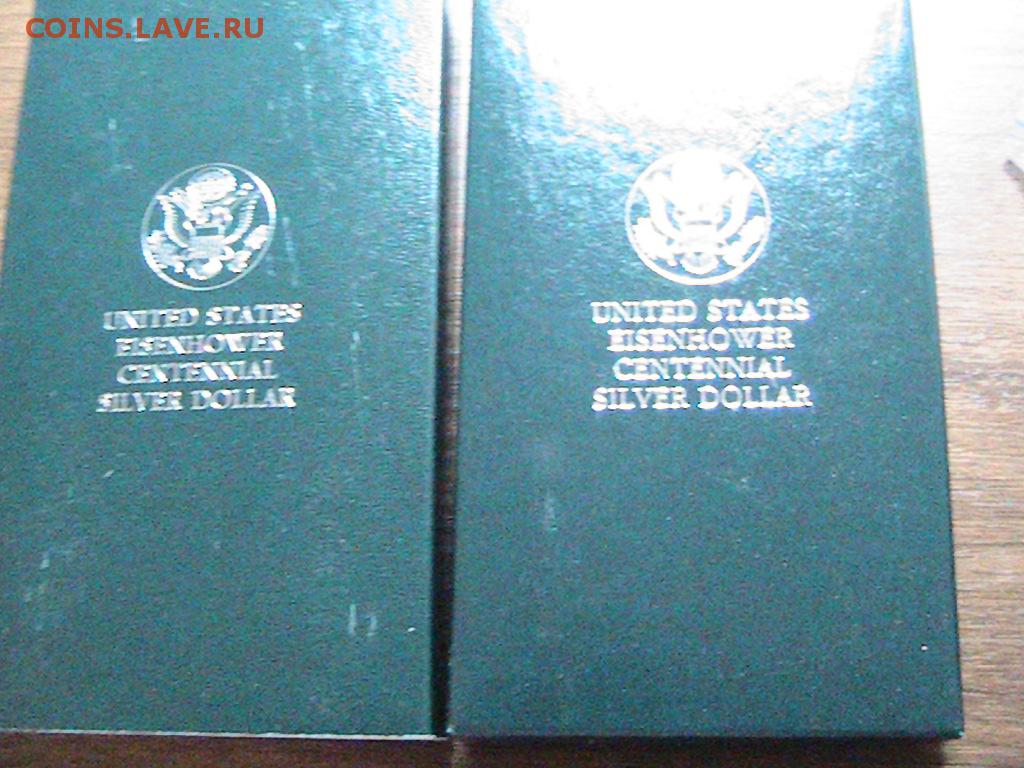 COINS.LAVE.RU
UNITED STATES
EISENHOWER
CENTENNIAL
SILVER DOLLAR
UNITED STATES
EISENHOWER
CENTENNIAL
SILVER DOLLAR